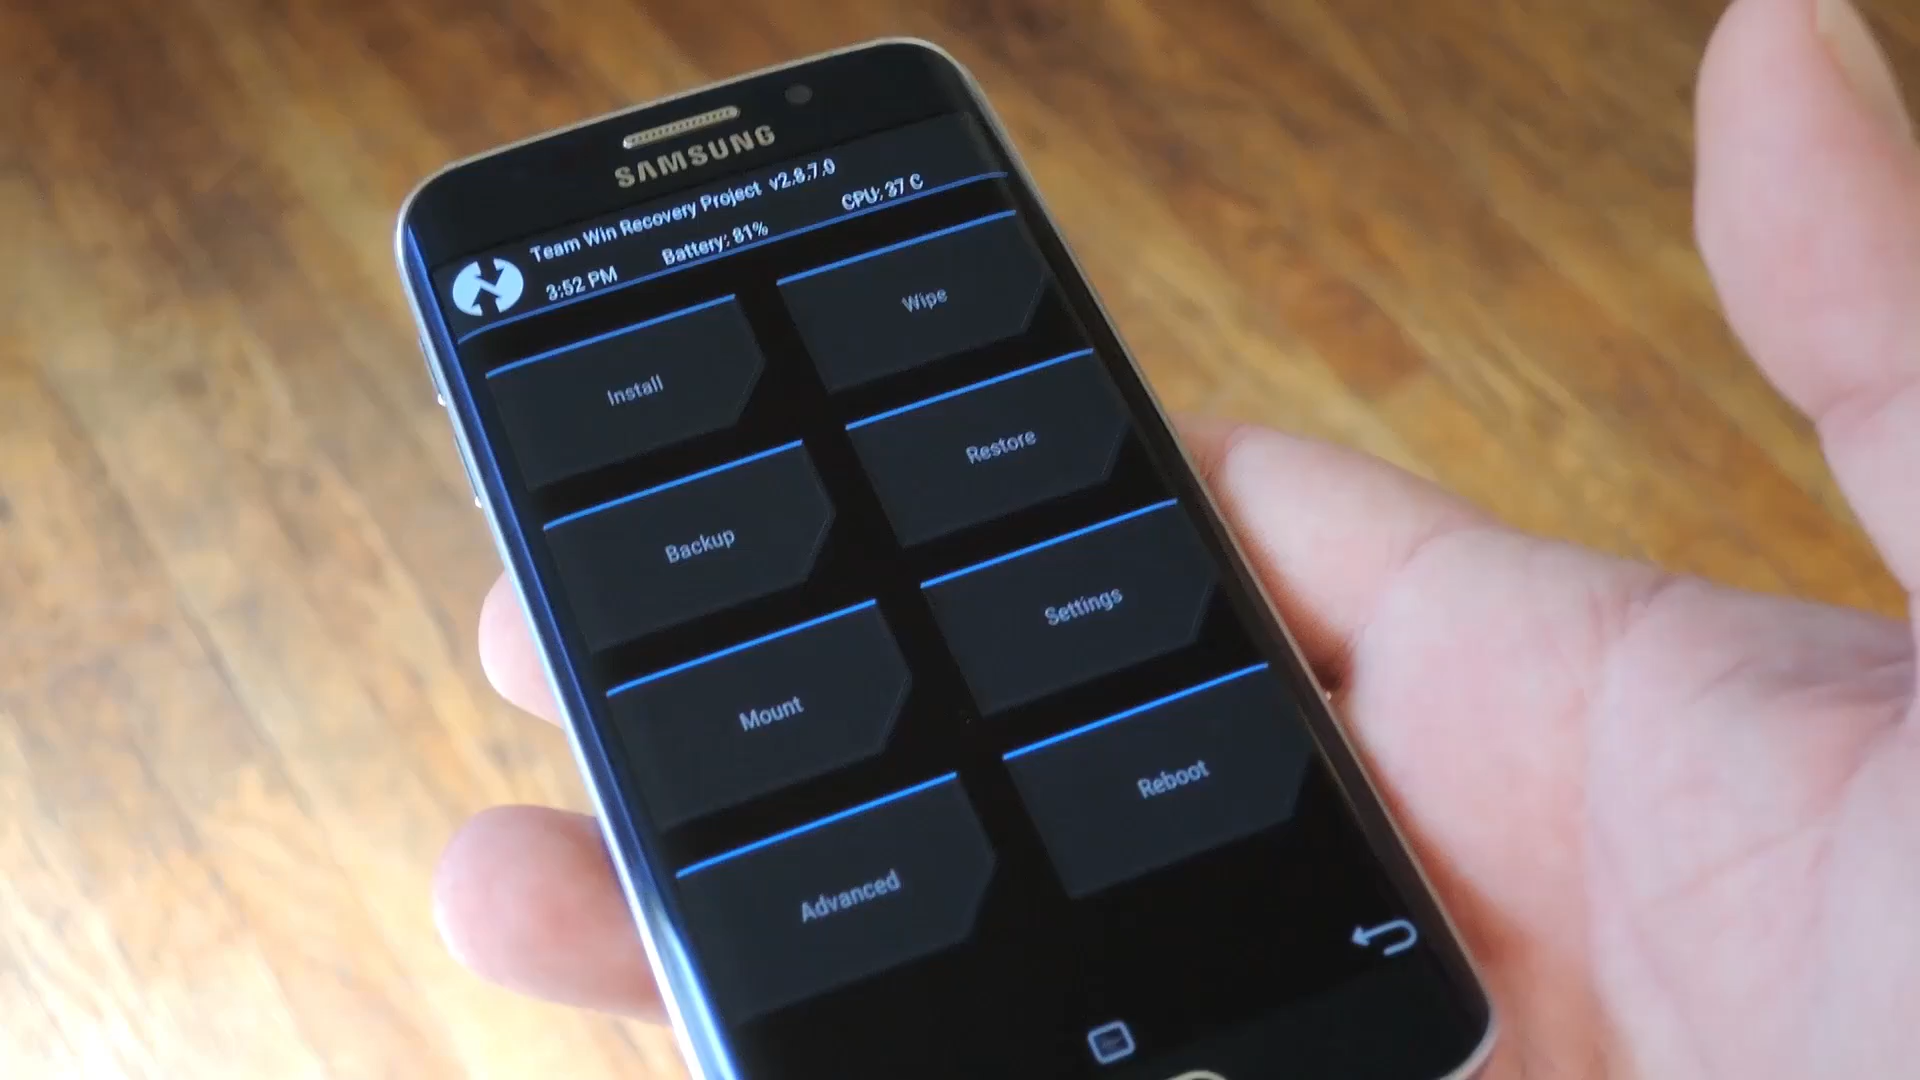 SAMSUNG
Team Win Recovery Project v2.8.7.0
3:52 PM Battery: 81% CPU: 37 C
Install Wipe
Backup Restore
Mount Settings
Advanced Reboot